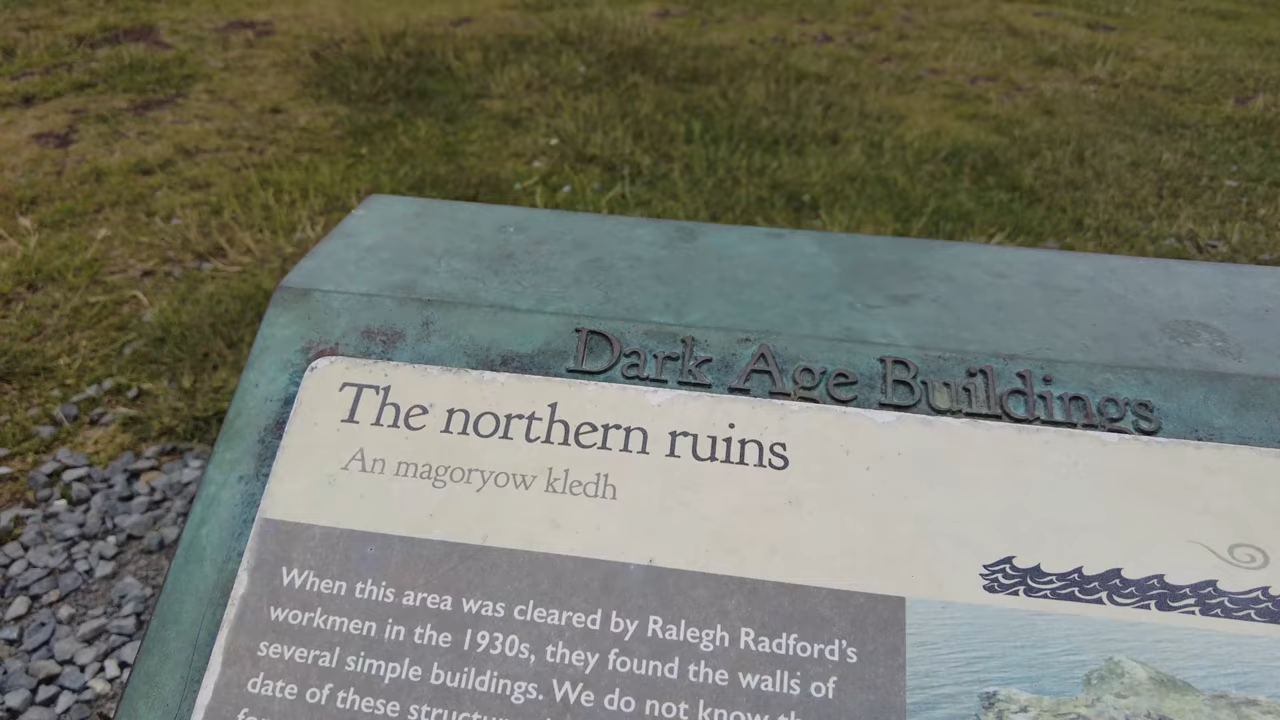 Dark Age Buildings
The northern ruins
An magoryow kledh
When this area was cleared by Ralegh Radford's
workmen in the 1930s, they found the walls of
several simple buildings. We do not know
date of these